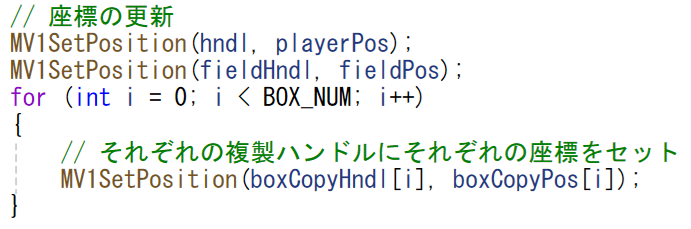 // 座標の更新
MV1SetPosition(hndl, playerPos);
MV1SetPosition(fieldHndl, fieldPos);
for (int i = 0; i < BOX_NUM; i++)
{
    // それぞれの複製ハンドルにそれぞれの座標をセット
    MV1SetPosition(boxCopyHndl[i], boxCopyPos[i]);
}